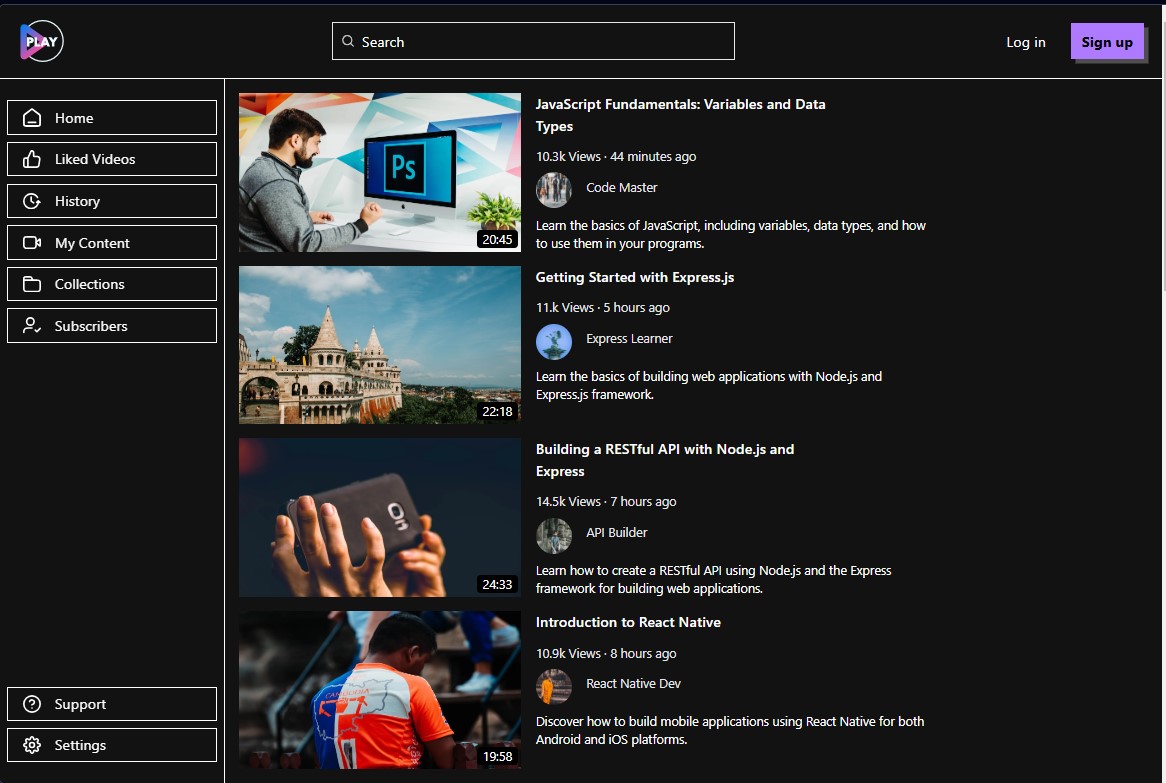 PLAY
Search
Log in
Sign up
Home
Liked Videos
History
My Content
Collections
Subscribers
Support
Settings
Ps
20:45
JavaScript Fundamentals: Variables and Data
Types
10.3k Views · 44 minutes ago
Code Master
Learn the basics of JavaScript, including variables, data types, and how
to use them in your programs.
22:18
Getting Started with Express.js
11.k Views · 5 hours ago
Express Learner
Learn the basics of building web applications with Node.js and
Express.js framework.
24:33
Building a RESTful API with Node.js and
Express
14.5k Views · 7 hours ago
API Builder
Learn how to create a RESTful API using Node.js and the Express
framework for building web applications.
CAMBODIA
19:58
Introduction to React Native
10.9k Views · 8 hours ago
React Native Dev
Discover how to build mobile applications using React Native for both
Android and iOS platforms.